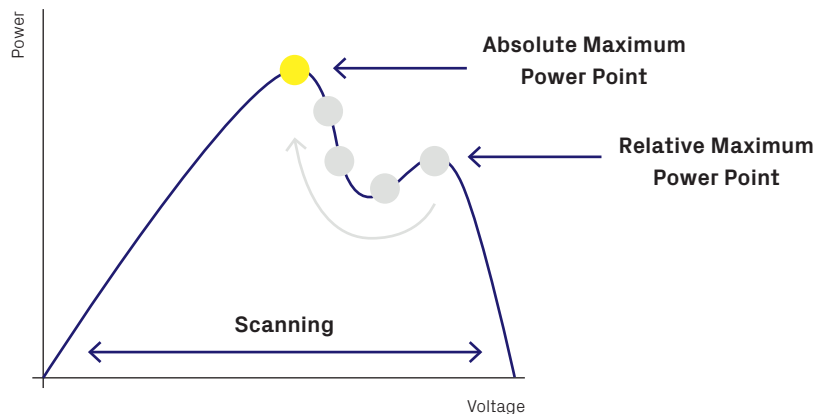 Power
Absolute Maximum
Power Point
Relative Maximum
Power Point
Scanning
Voltage